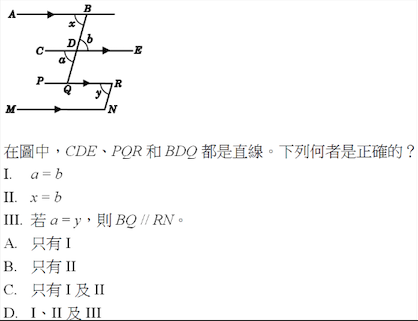 A B
x
C D b E
a
P Q R
y
M N
在圖中，CDE、PQR 和 BDQ 都是直線。下列何者是正確的？
I. a = b
II. x = b
III. 若 a = y，則 BQ // RN。
A. 只有 I
B. 只有 II
C. 只有 I 及 II
D. I、II 及 III